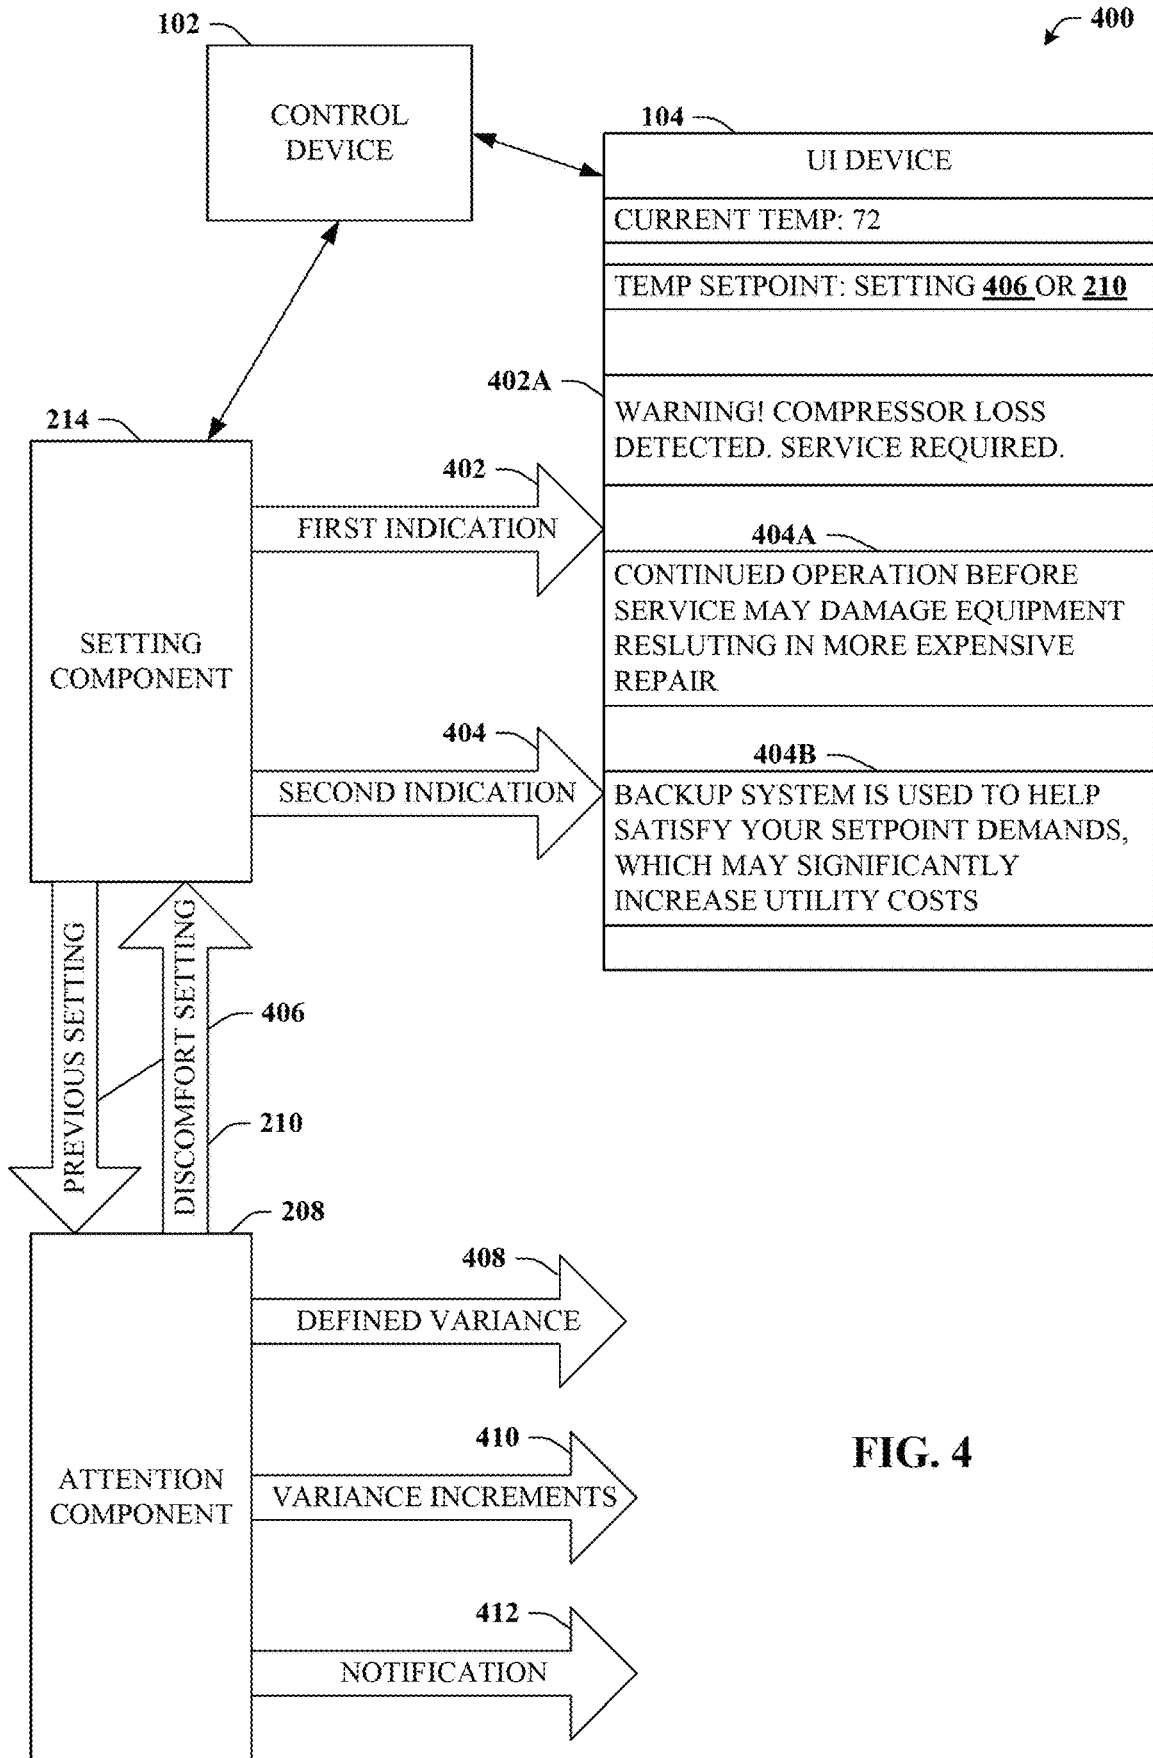 400
102
CONTROL
DEVICE
104
UI DEVICE
CURRENT TEMP: 72
TEMP SETPOINT: SETTING 406 OR 210
402A
WARNING! COMPRESSOR LOSS
DETECTED. SERVICE REQUIRED.
214
SETTING
COMPONENT
402
FIRST INDICATION
404A
CONTINUED OPERATION BEFORE
SERVICE MAY DAMAGE EQUIPMENT
RESLUTING IN MORE EXPENSIVE
REPAIR
404
SECOND INDICATION
404B
BACKUP SYSTEM IS USED TO HELP
SATISFY YOUR SETPOINT DEMANDS,
WHICH MAY SIGNIFICANTLY
INCREASE UTILITY COSTS
PREVIOUS SETTING
DISCOMFORT SETTING
406
210
208
ATTENTION
COMPONENT
408
DEFINED VARIANCE
410
VARIANCE INCREMENTS
412
NOTIFICATION
FIG. 4